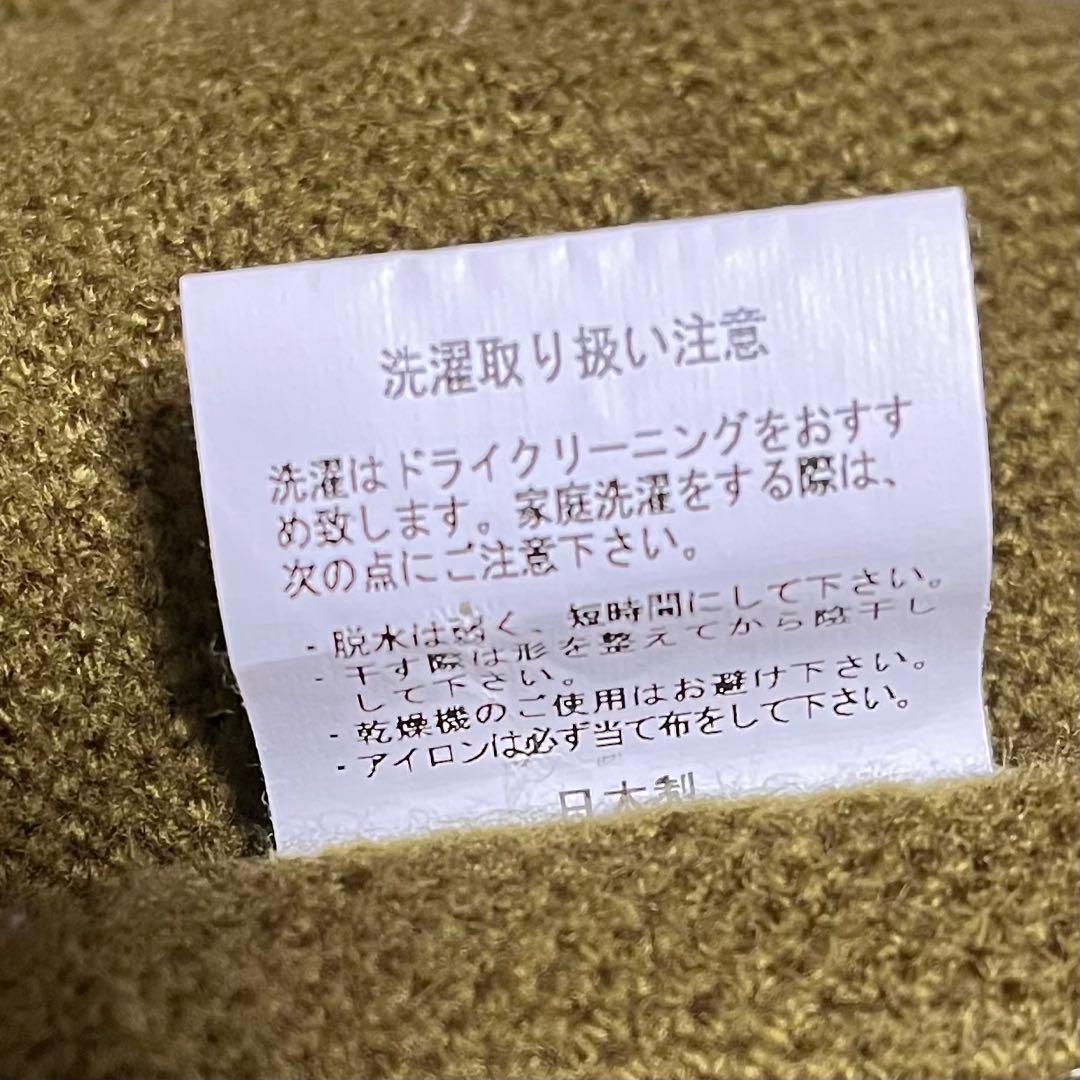 洗濯取り扱い注意
洗濯はドライクリーニングをおすす
め致します。家庭洗濯をする際は、
次の点にご注意下さい。
・脱水は弱く、短時間にして下さい。
・干す際は形を整えてから陰干し
して下さい。
・乾燥機のご使用はお避け下さい。
・アイロンは必ず当て布をして下さい。
日本製